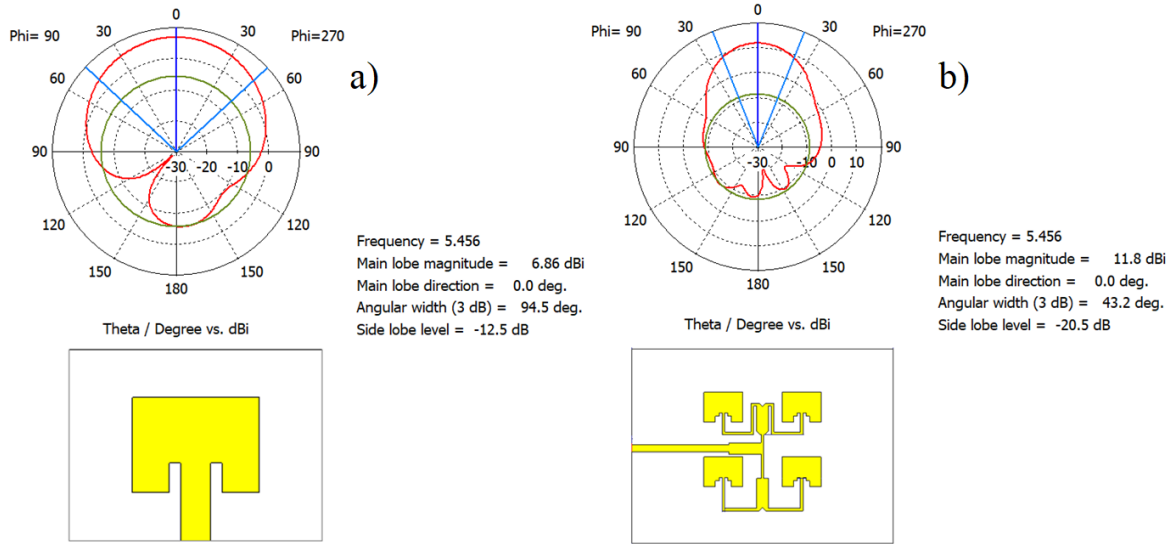 0
30
30
Phi= 90
Phi=270
60
60
a)
90
-30
-20
-10
0
90
120
120
150
150
180
Frequency = 5.456
Main lobe magnitude = 6.86 dBi
Main lobe direction = 0.0 deg.
Angular width (3 dB) = 94.5 deg.
Side lobe level = -12.5 dB
Theta / Degree vs. dBi
0
30
30
Phi= 90
Phi=270
60
60
b)
90
-30
-10
0
10
90
120
120
150
150
180
Frequency = 5.456
Main lobe magnitude = 11.8 dBi
Main lobe direction = 0.0 deg.
Angular width (3 dB) = 43.2 deg.
Side lobe level = -20.5 dB
Theta / Degree vs. dBi